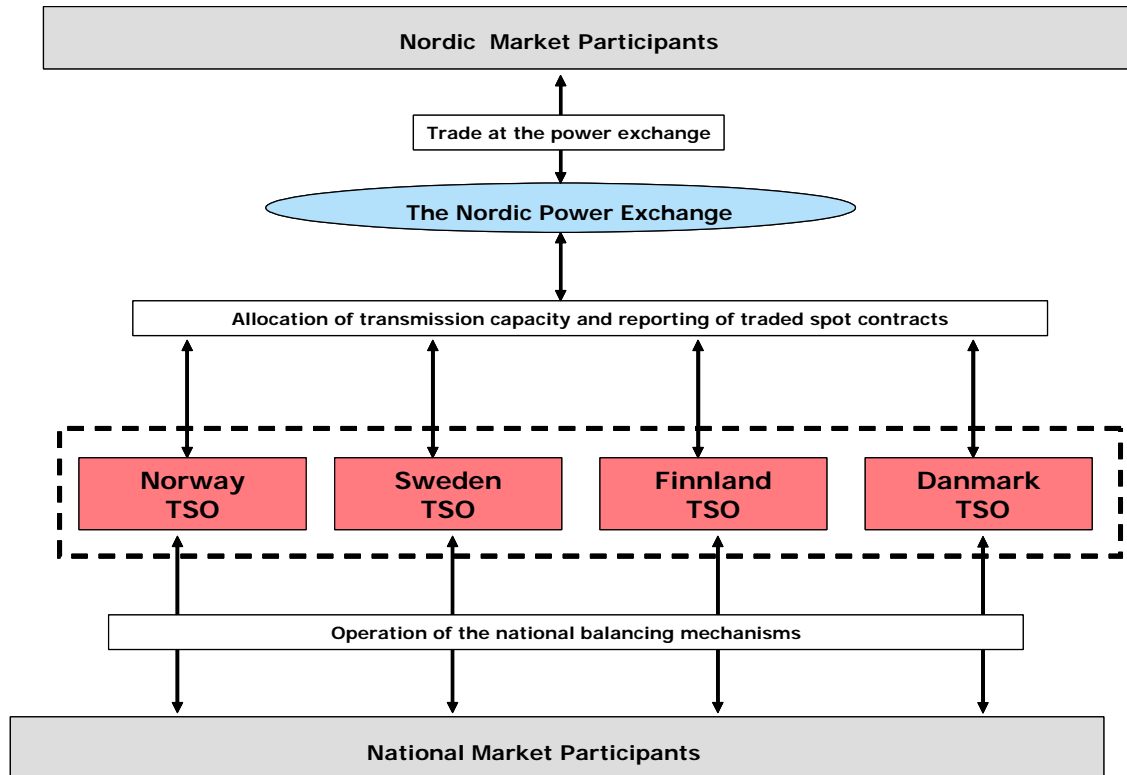 Nordic Market Participants
Trade at the power exchange
The Nordic Power Exchange
Allocation of transmission capacity and reporting of traded spot contracts
Norway
TSO
Sweden
TSO
Finnland
TSO
Danmark
TSO
Operation of the national balancing mechanisms
National Market Participants